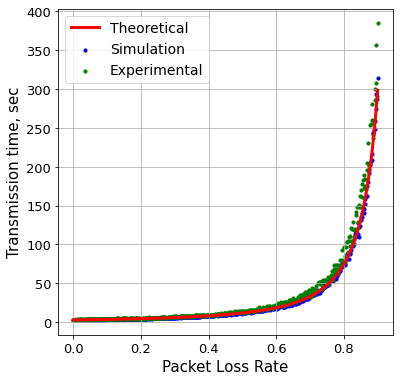 Theoretical
Simulation
Experimental
Transmission time, sec
400
350
300
250
200
150
100
50
0
0.0 0.2 0.4 0.6 0.8
Packet Loss Rate